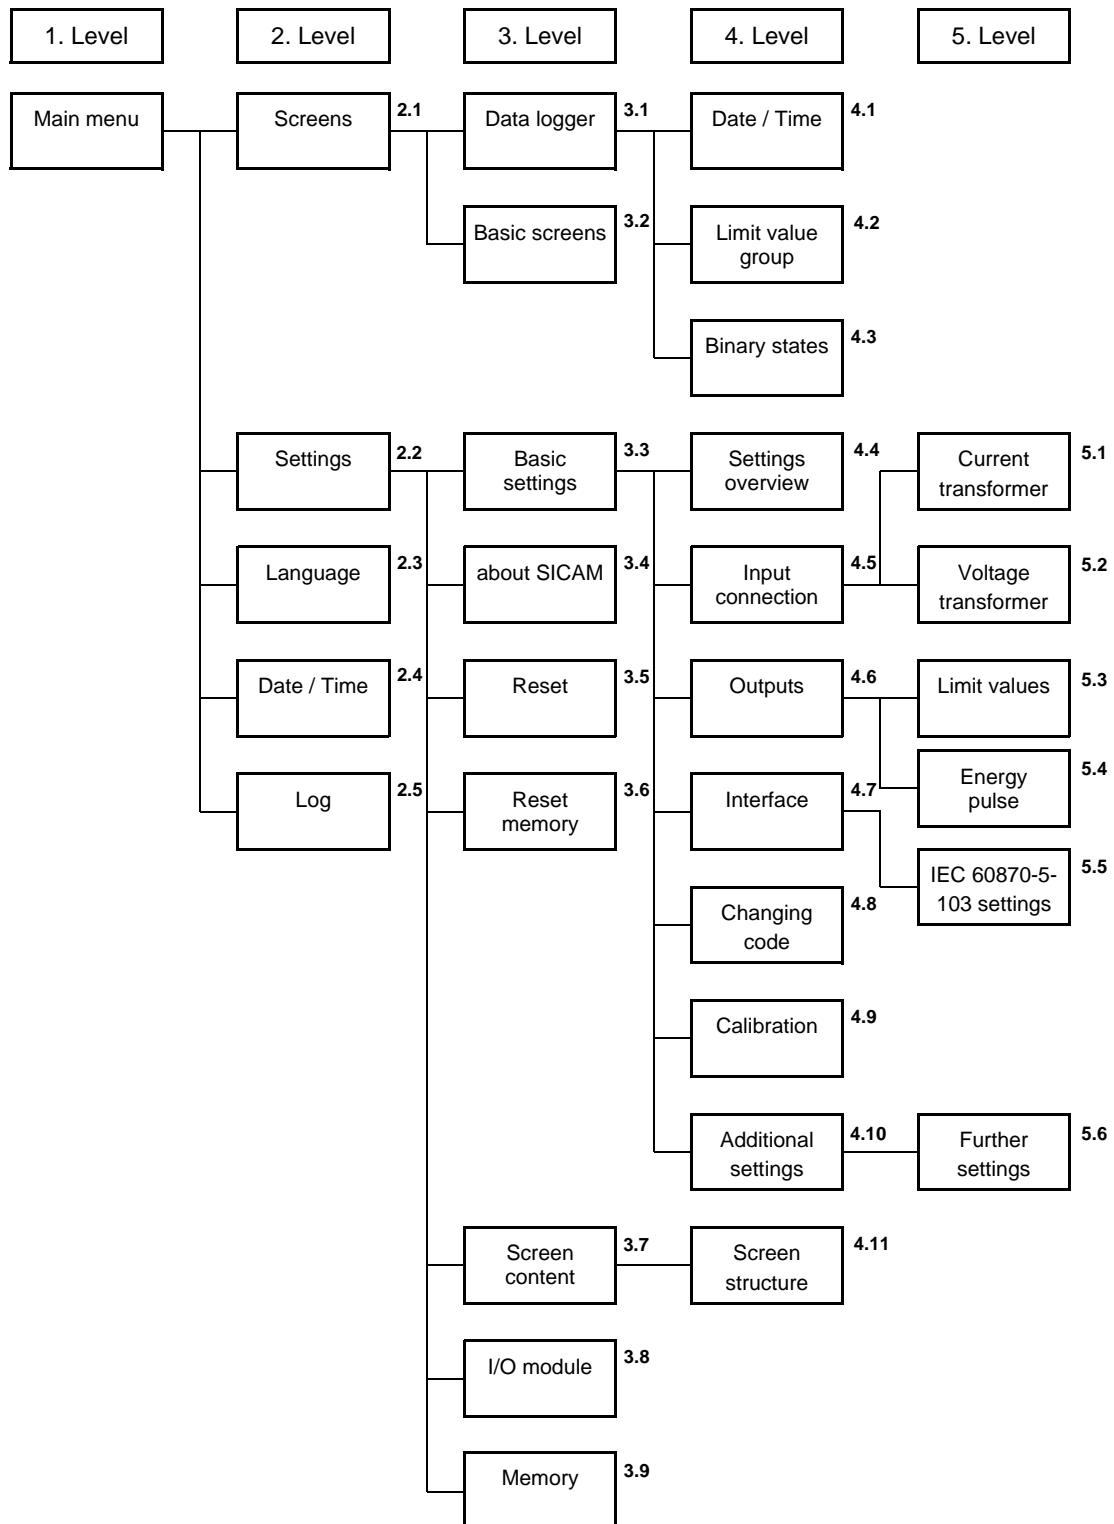 1. Level
2. Level
3. Level
4. Level
5. Level
Main menu
Screens
2.1
Data logger
3.1
Date / Time
4.1
Basic screens
3.2
Limit value
group
4.2
Binary states
4.3
Settings
2.2
Basic
settings
3.3
Settings
overview
4.4
Current
transformer
5.1
Language
2.3
about SICAM
3.4
Input
connection
4.5
Voltage
transformer
5.2
Date / Time
2.4
Reset
3.5
Outputs
4.6
Limit values
5.3
Log
2.5
Reset
memory
3.6
Interface
4.7
Energy
pulse
5.4
Changing
code
4.8
IEC 60870-5-
103 settings
5.5
Calibration
4.9
Additional
settings
4.10
Further
settings
5.6
Screen
content
3.7
Screen
structure
4.11
I/O module
3.8
Memory
3.9